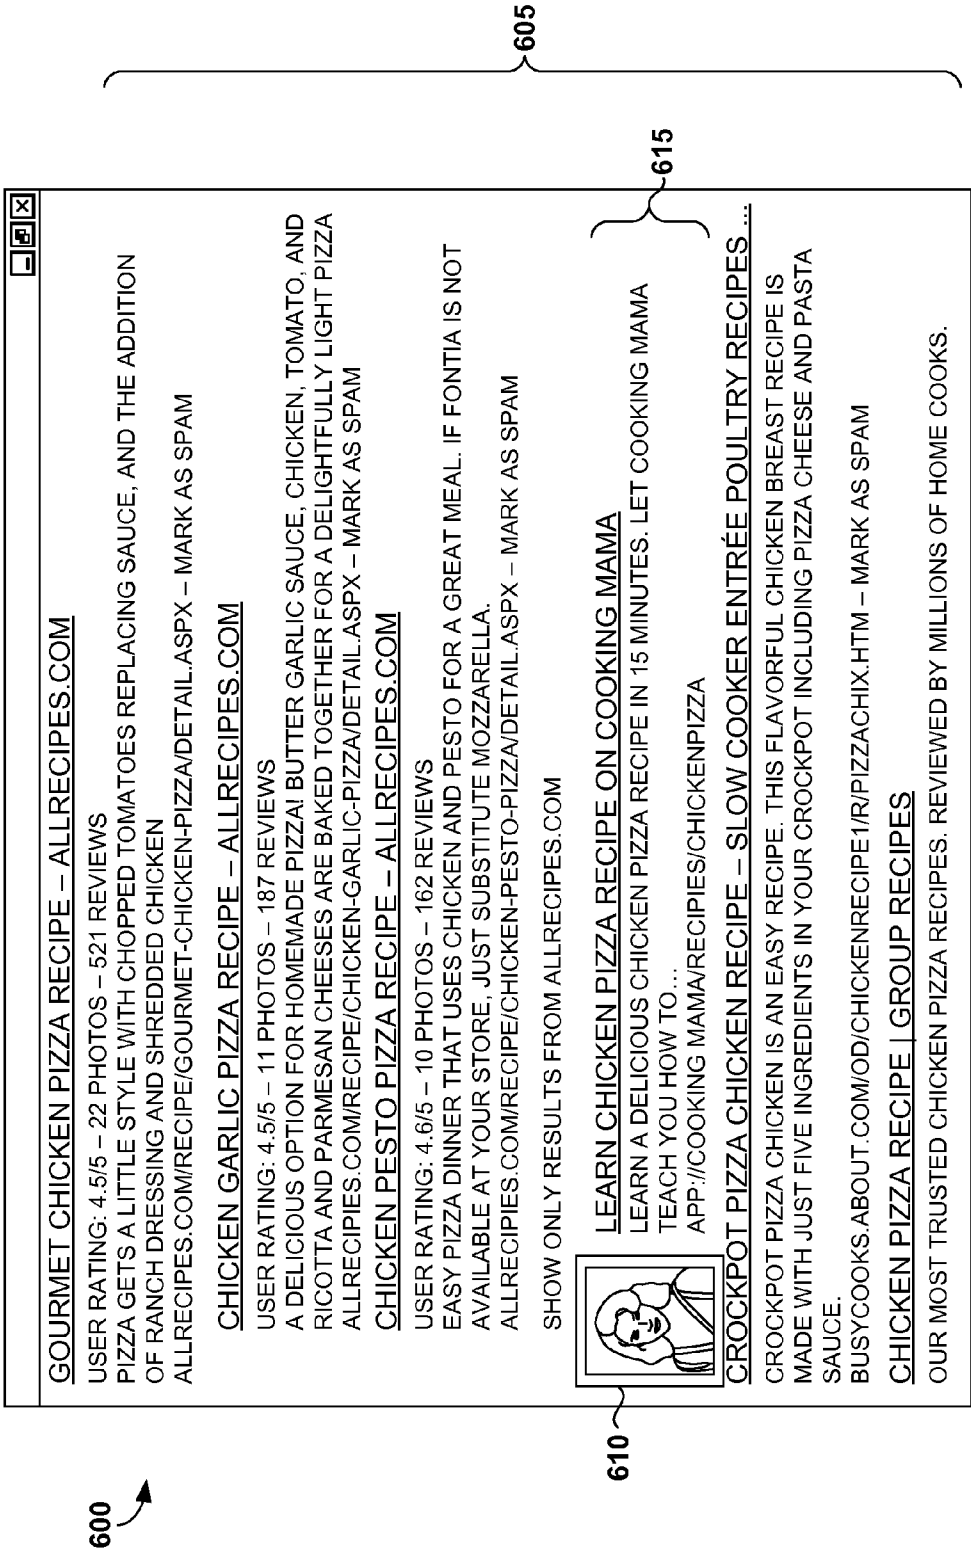 600
605
GOURMET CHICKEN PIZZA RECIPE – ALLRECIPES.COM
USER RATING: 4.5/5 – 22 PHOTOS – 521 REVIEWS
PIZZA GETS A LITTLE STYLE WITH CHOPPED TOMATOES REPLACING SAUCE, AND THE ADDITION
OF RANCH DRESSING AND SHREDDED CHICKEN
ALLRECIPES.COM/RECIPE/GOURMET-CHICKEN-PIZZA/DETAIL.ASPX – MARK AS SPAM
CHICKEN GARLIC PIZZA RECIPE – ALLRECIPES.COM
USER RATING: 4.5/5 – 11 PHOTOS – 187 REVIEWS
A DELICIOUS OPTION FOR HOMEMADE PIZZA! BUTTER GARLIC SAUCE, CHICKEN, TOMATO, AND
RICOTTA AND PARMESAN CHEESES ARE BAKED TOGETHER FOR A DELIGHTFULLY LIGHT PIZZA
ALLRECIPES.COM/RECIPE/CHICKEN-GARLIC-PIZZA/DETAIL.ASPX – MARK AS SPAM
CHICKEN PESTO PIZZA RECIPE – ALLRECIPES.COM
USER RATING: 4.6/5 – 10 PHOTOS – 162 REVIEWS
EASY PIZZA DINNER THAT USES CHICKEN AND PESTO FOR A GREAT MEAL. IF FONTIA IS NOT
AVAILABLE AT YOUR STORE, JUST SUBSTITUTE MOZZARELLA.
ALLRECIPIES.COM/RECIPE/CHICKEN-PESTO-PIZZA/DETAIL.ASPX – MARK AS SPAM
SHOW ONLY RESULTS FROM ALLRECIPES.COM
610
615
LEARN CHICKEN PIZZA RECIPE ON COOKING MAMA
LEARN A DELICIOUS CHICKEN PIZZA RECIPE IN 15 MINUTES. LET COOKING MAMA
TEACH YOU HOW TO...
APP://COOKING MAMA/RECIPIES/CHICKENPIZZA
CROCKPOT PIZZA CHICKEN RECIPE – SLOW COOKER ENTRÉE POULTRY RECIPES ...
CROCKPOT PIZZA CHICKEN IS AN EASY RECIPE. THIS FLAVORFUL CHICKEN BREAST RECIPE IS
MADE WITH JUST FIVE INGREDIENTS IN YOUR CROCKPOT INCLUDING PIZZA CHEESE AND PASTA
SAUCE.
BUSYCOOKS.ABOUT.COM/OD/CHICKENRECIPE1/R/PIZZACHIX.HTM – MARK AS SPAM
CHICKEN PIZZA RECIPE | GROUP RECIPES
OUR MOST TRUSTED CHICKEN PIZZA RECIPES. REVIEWED BY MILLIONS OF HOME COOKS.